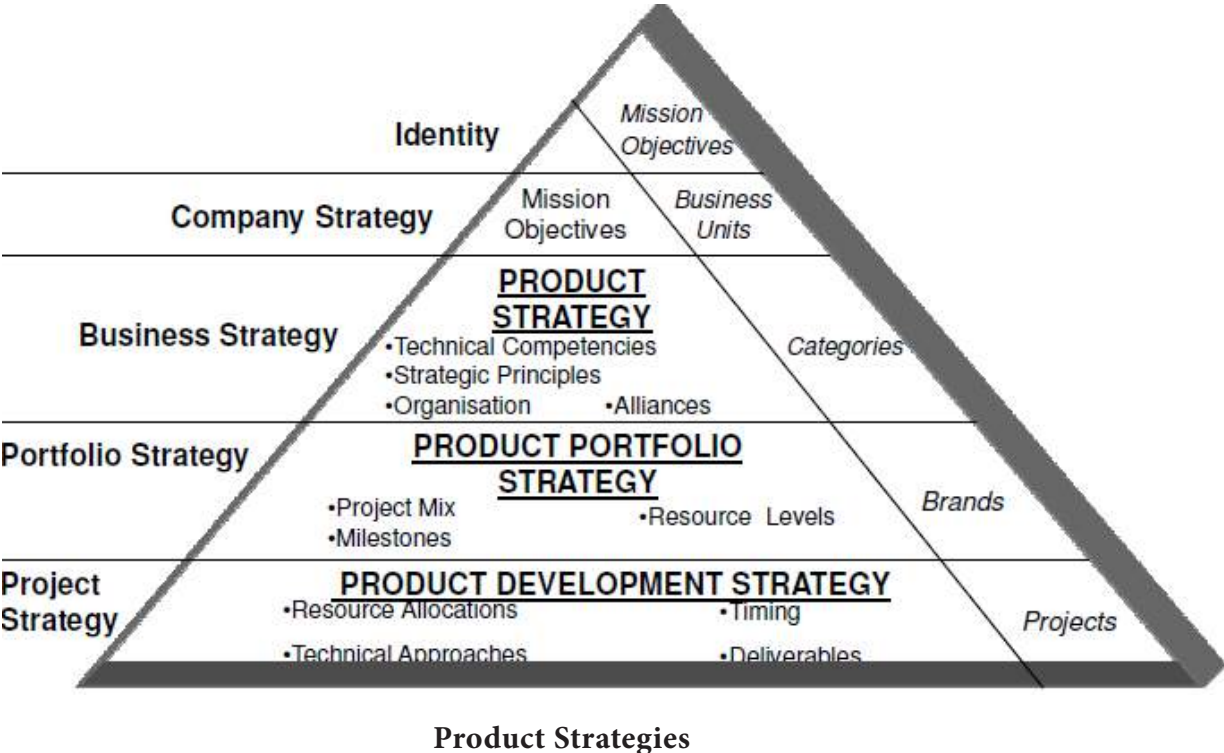 Identity
Mission
Objectives
Company Strategy
Mission
Objectives
Business
Units
Business Strategy
PRODUCT
STRATEGY
•Technical Competencies
•Strategic Principles
•Organisation •Alliances
Categories
Portfolio Strategy
PRODUCT PORTFOLIO
STRATEGY
•Project Mix
•Milestones
•Resource Levels
Brands
Project
Strategy
PRODUCT DEVELOPMENT STRATEGY
•Resource Allocations •Timing
•Technical Approaches •Deliverables
Projects
Product Strategies